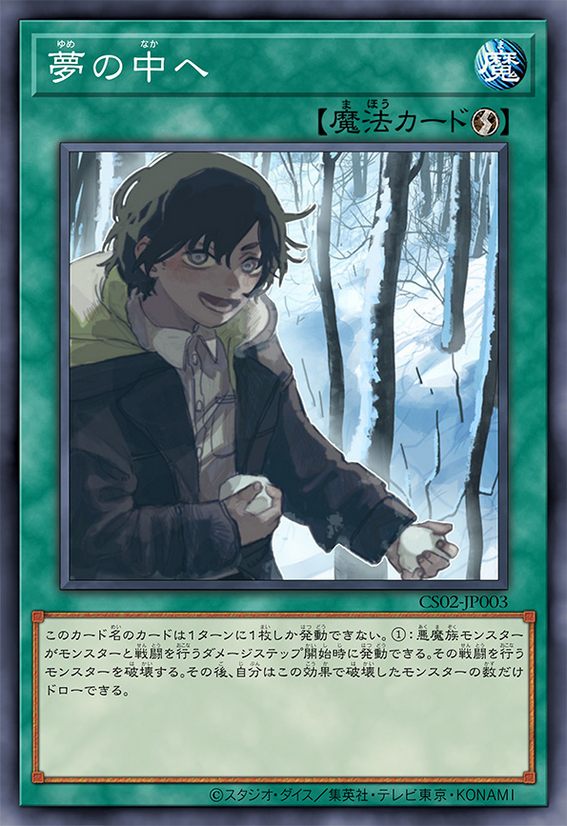 夢の中へ
魔
【魔法カード】
CS02-JP003
このカード名のカードは1ターンに1枚しか発動できない。①：悪魔族モンスター
がモンスターと戦闘を行うダメージステップ開始時に発動できる。その戦闘を行う
モンスターを破壊する。その後、自分はこの効果で破壊したモンスターの数だけ
ドローできる。
©スタジオ・ダイス／集英社・テレビ東京・KONAMI